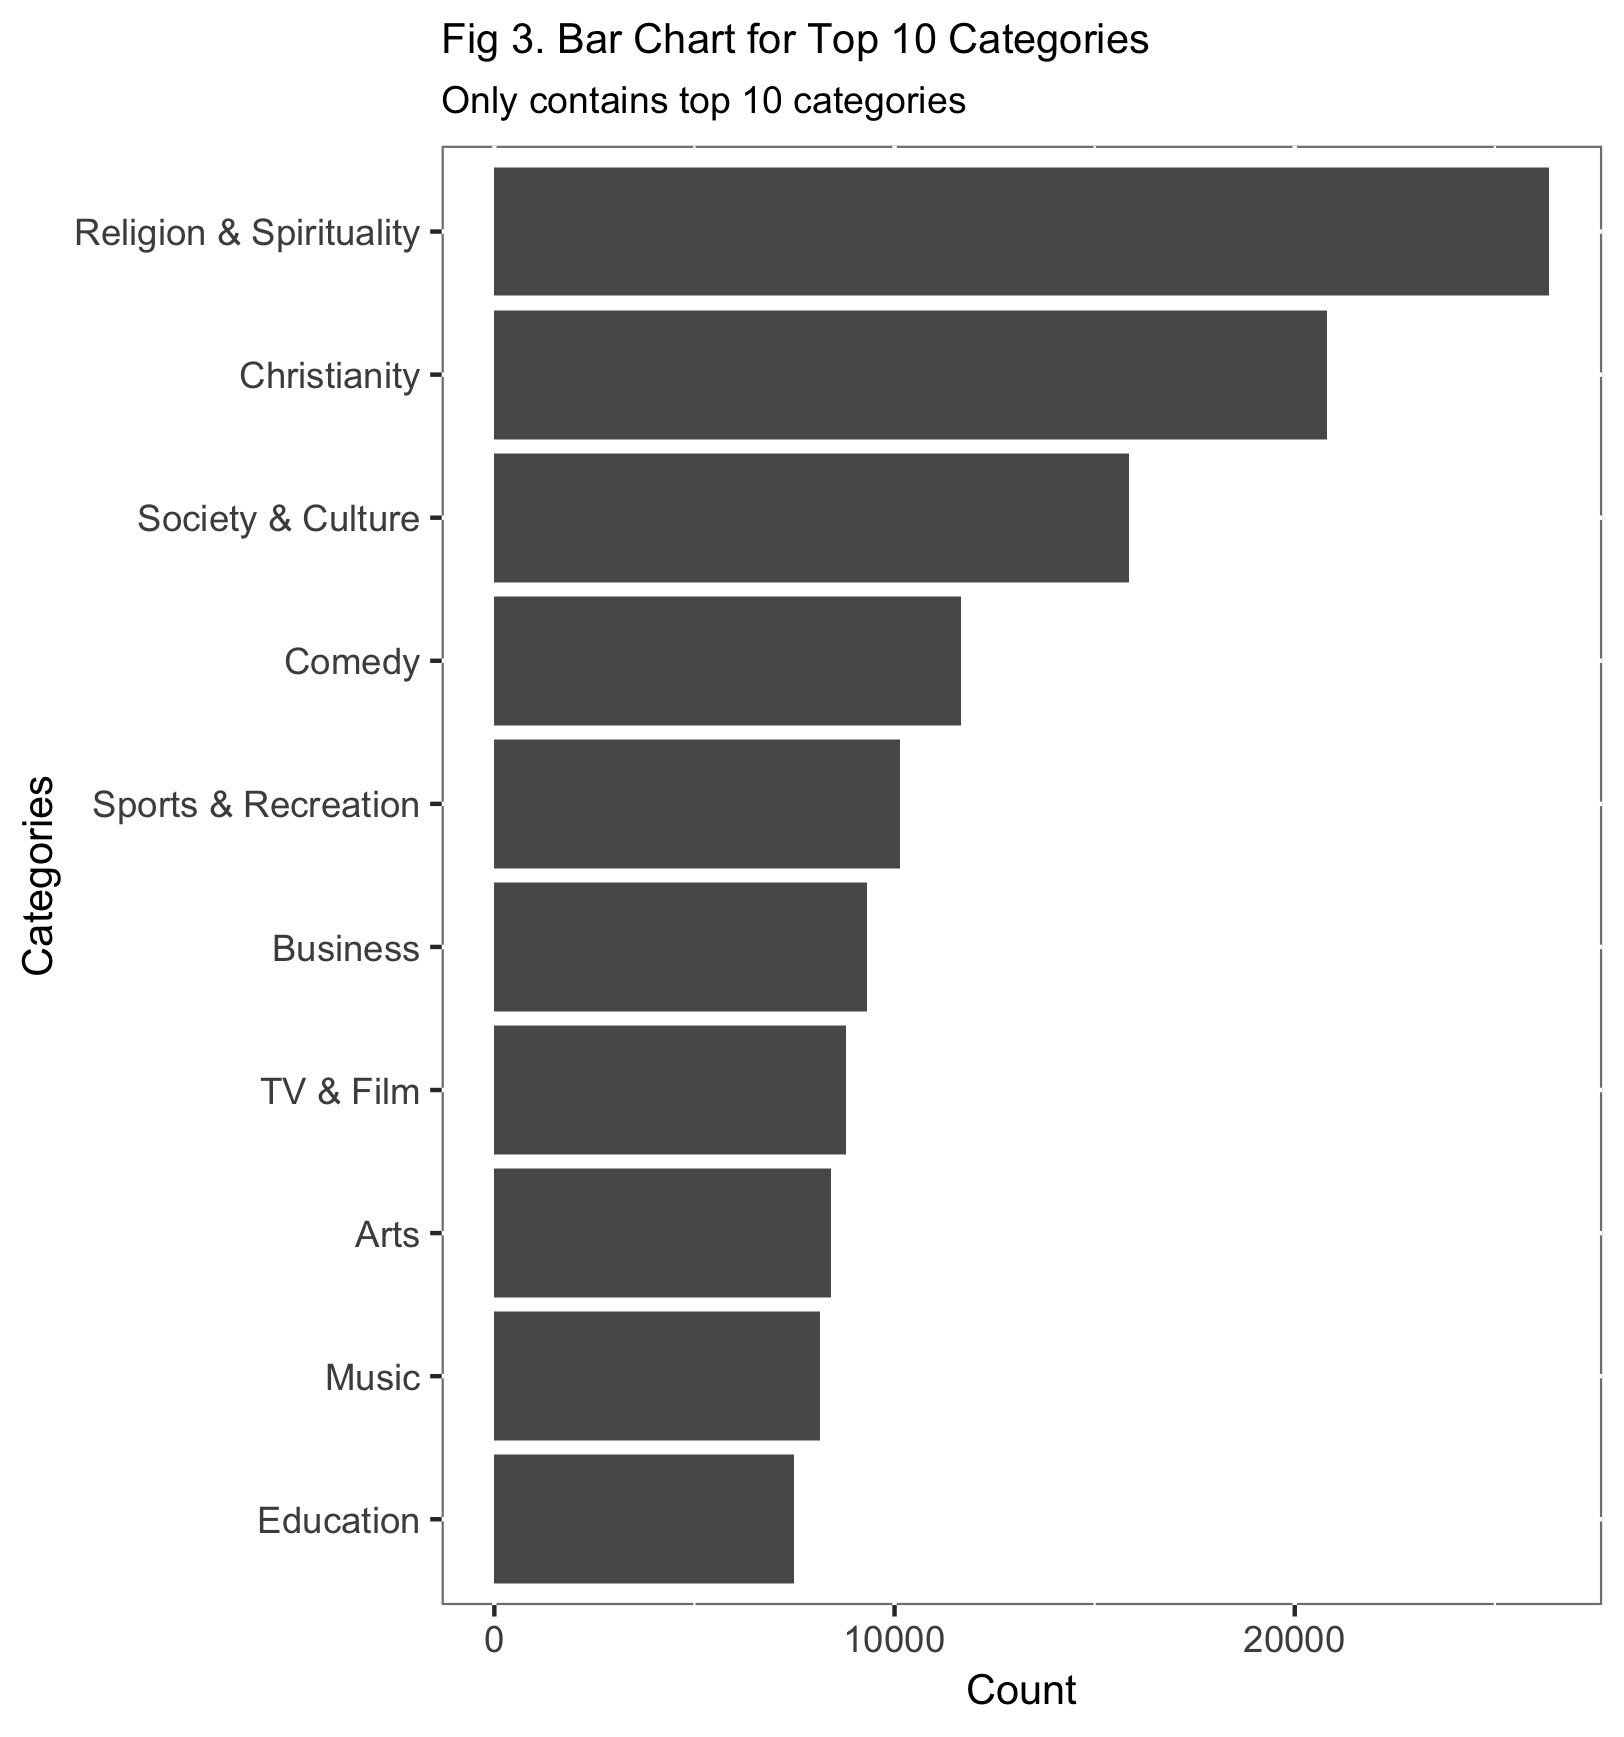 Fig 3. Bar Chart for Top 10 Categories
Only contains top 10 categories
Categories
Religion & Spirituality
Christianity
Society & Culture
Comedy
Sports & Recreation
Business
TV & Film
Arts
Music
Education
0 10000 20000
Count